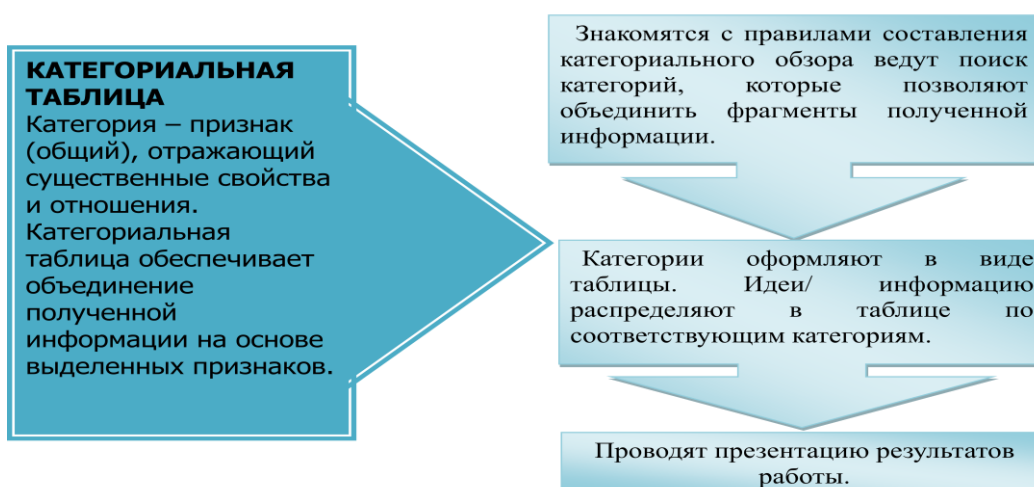 КАТЕГОРИАЛЬНАЯ
ТАБЛИЦА
Категория – признак
(общий), отражающий
существенные свойства
и отношения.
Категориальная
таблица обеспечивает
объединение
полученной
информации на основе
выделенных признаков.
Знакомятся с правилами составления
категориального обзора ведут поиск
категорий, которые позволяют
объединить фрагменты полученной
информации.
Категории оформляют в виде
таблицы. Идеи/ информацию
распределяют в таблице по
соответствующим категориям.
Проводят презентацию результатов
работы.